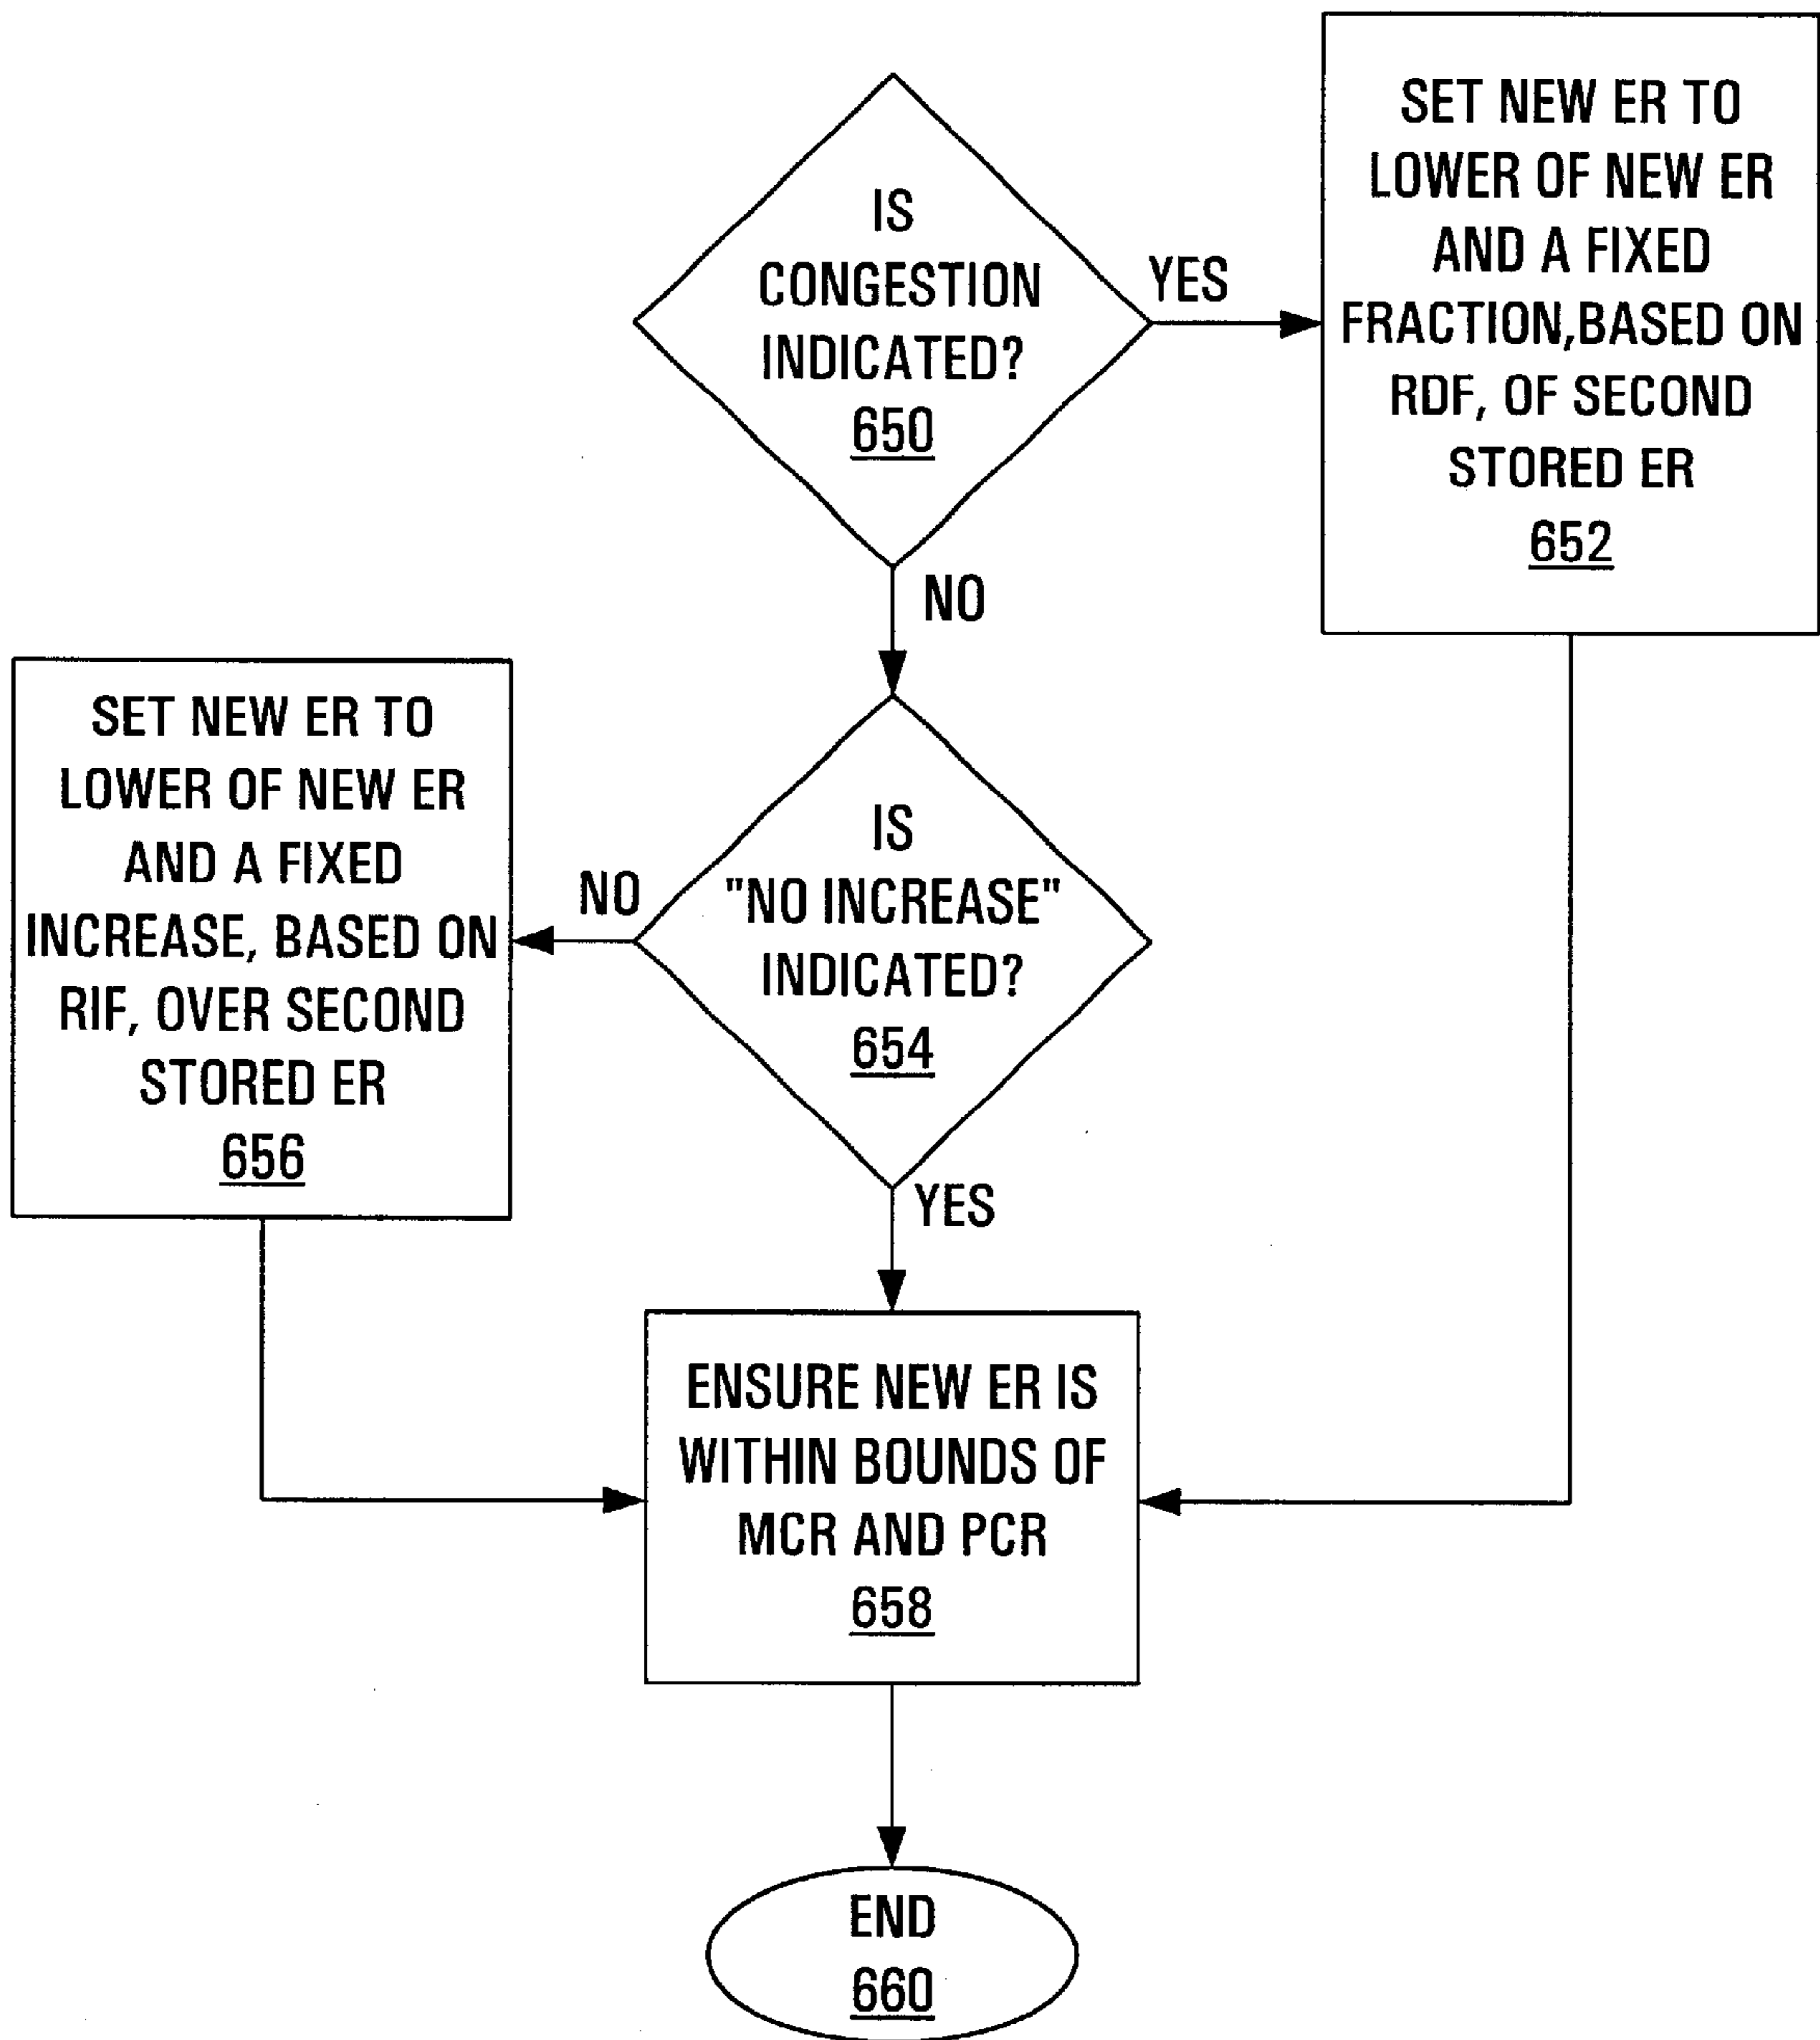 IS
CONGESTION
INDICATED?
650
YES
SET NEW ER TO
LOWER OF NEW ER
AND A FIXED
FRACTION,BASED ON
RDF, OF SECOND
STORED ER
652
NO
IS
"NO INCREASE"
INDICATED?
654
NO
SET NEW ER TO
LOWER OF NEW ER
AND A FIXED
INCREASE, BASED ON
RIF, OVER SECOND
STORED ER
656
YES
ENSURE NEW ER IS
WITHIN BOUNDS OF
MCR AND PCR
658
END
660